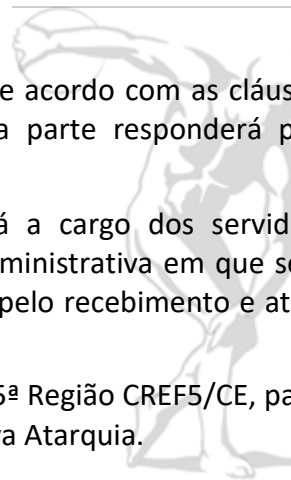 e acordo com as cláus
a parte responderá p
á a cargo dos servid
ministrativa em que s
pelo recebimento e at
5ª Região CREF5/CE, pa
a Atarquia.